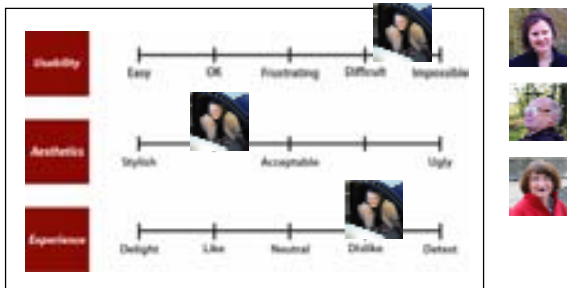 Usability
Easy OK Frustrating Difficult Impossible
Aesthetics
Stylish Acceptable Ugly
Experience
Delight Like Neutral Dislike Detest